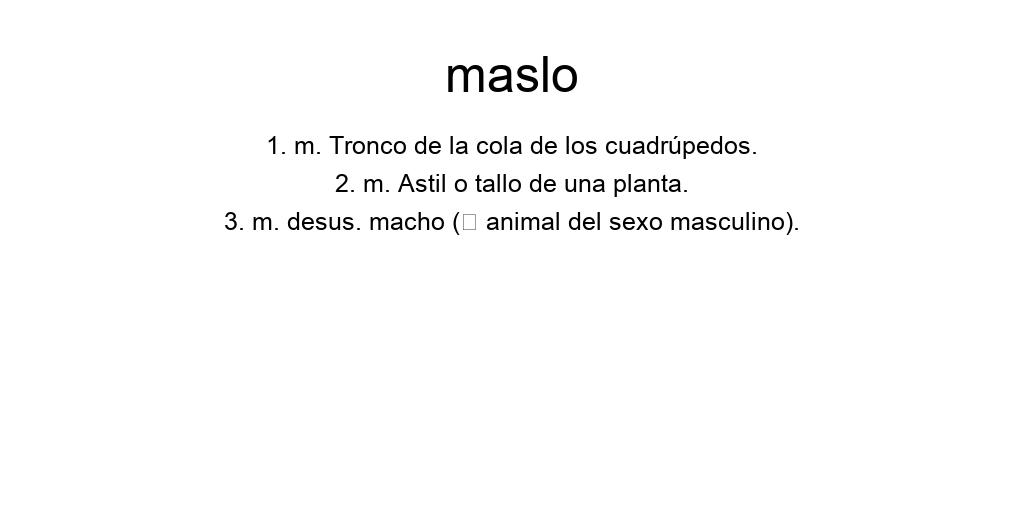 maslo
1. m. Tronco de la cola de los cuadrúpedos.
2. m. Astil o tallo de una planta.
3. m. desus. macho (□ animal del sexo masculino).